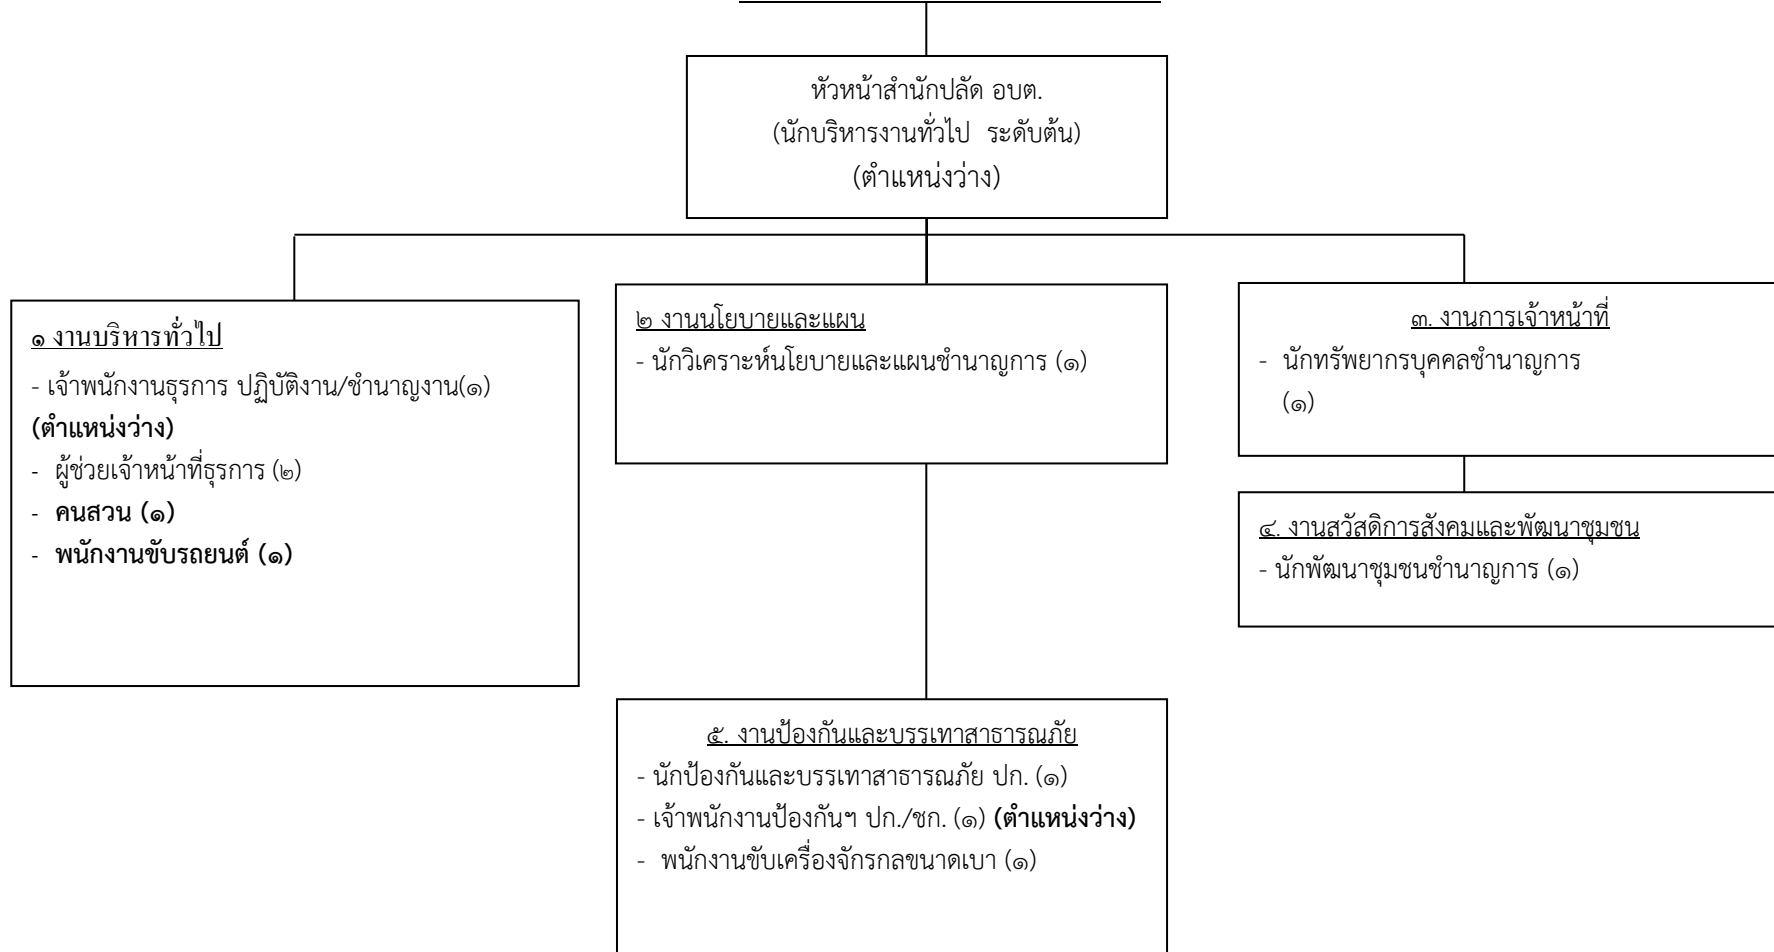 หัวหน้าสำนักปลัด อบต.
(นักบริหารงานทั่วไป ระดับต้น)
(ตำแหน่งว่าง)
๑ งานบริหารทั่วไป
- เจ้าพนักงานธุรการ ปฏิบัติงาน/ชำนาญงาน(๑)
(ตำแหน่งว่าง)
- ผู้ช่วยเจ้าหน้าที่ธุรการ (๒)
- คนสวน (๑)
- พนักงานขับรถยนต์ (๑)
๒ งานนโยบายและแผน
- นักวิเคราะห์นโยบายและแผนชำนาญการ (๑)
๓. งานการเจ้าหน้าที่
- นักทรัพยากรบุคคลชำนาญการ
(๑)
๔. งานสวัสดิการสังคมและพัฒนาชุมชน
- นักพัฒนาชุมชนชำนาญการ (๑)
๕. งานป้องกันและบรรเทาสาธารณภัย
- นักป้องกันและบรรเทาสาธารณภัย ปก. (๑)
- เจ้าพนักงานป้องกันฯ ปก./ชก. (๑) (ตำแหน่งว่าง)
- พนักงานขับเครื่องจักรกลขนาดเบา (๑)